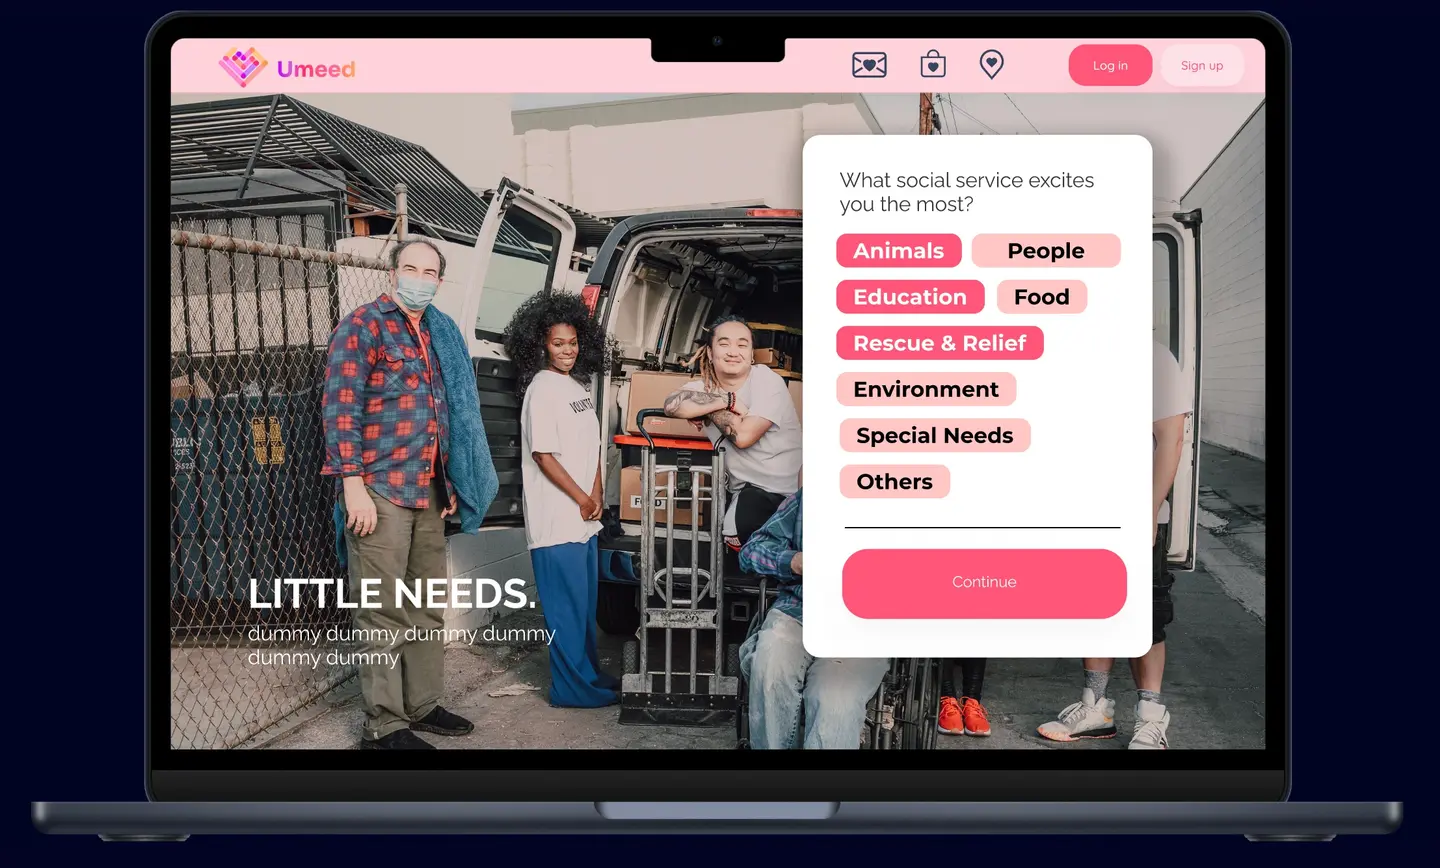 Umeed
Log in
Sign up
What social service excites
you the most?
Animals
People
Education
Food
Rescue & Relief
Environment
Special Needs
Others
Continue
LITTLE NEEDS.
dummy dummy dummy dummy
dummy dummy